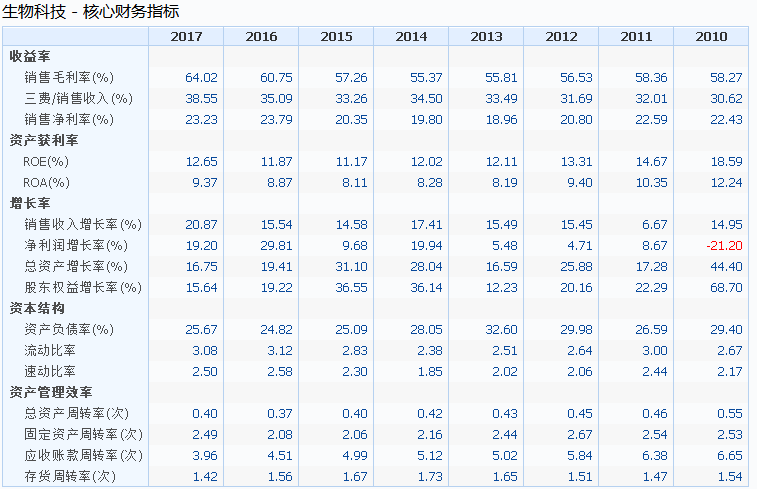 生物科技 - 核心财务指标
2017 2016 2015 2014 2013 2012 2011 2010
收益率
销售毛利率(%) 64.02 60.75 57.26 55.37 55.81 56.53 58.36 58.27
三费/销售收入(%) 38.55 35.09 33.26 34.50 33.49 31.69 32.01 30.62
销售净利率(%) 23.23 23.79 20.35 19.80 18.96 20.80 22.59 22.43
资产获利率
ROE(%) 12.65 11.87 11.17 12.02 12.11 13.31 14.67 18.59
ROA(%) 9.37 8.87 8.11 8.28 8.19 9.40 10.35 12.24
增长率
销售收入增长率(%) 20.87 15.54 14.58 17.41 15.49 15.45 6.67 14.95
净利润增长率(%) 19.20 29.81 9.68 19.94 5.48 4.71 8.67 -21.20
总资产增长率(%) 16.75 19.41 31.10 28.04 16.59 25.88 17.28 44.40
股东权益增长率(%) 15.64 19.22 36.55 36.14 12.23 20.16 22.29 68.70
资本结构
资产负债率(%) 25.67 24.82 25.09 28.05 32.60 29.98 26.59 29.40
流动比率 3.08 3.12 2.83 2.38 2.51 2.64 3.00 2.67
速动比率 2.50 2.58 2.30 1.85 2.02 2.06 2.44 2.17
资产管理效率
总资产周转率(次) 0.40 0.37 0.40 0.42 0.43 0.45 0.46 0.55
固定资产周转率(次) 2.49 2.08 2.06 2.16 2.44 2.67 2.54 2.53
应收账款周转率(次) 3.96 4.51 4.99 5.12 5.02 5.84 6.38 6.65
存货周转率(次) 1.42 1.56 1.67 1.73 1.65 1.51 1.47 1.54